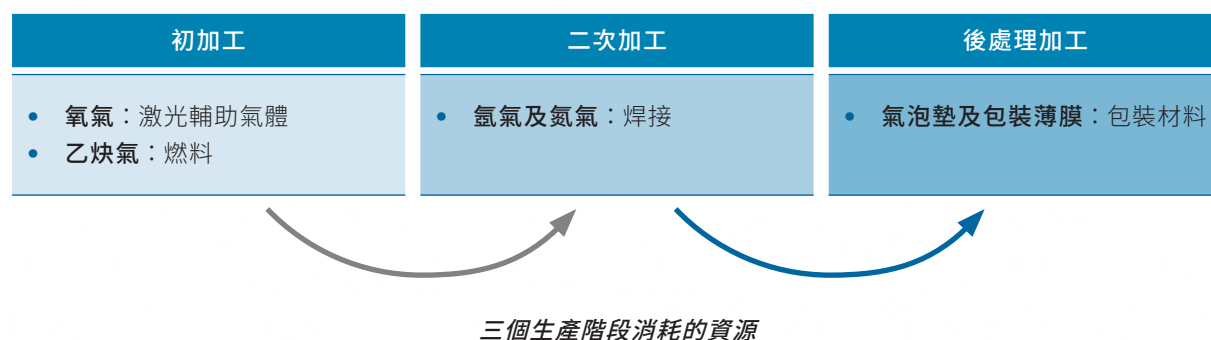 初加工
二次加工
後處理加工
• 氧氣：激光輔助氣體
• 乙炔氣：燃料
• 氬氣及氮氣：焊接
• 氣泡墊及包裝薄膜：包裝材料
三個生產階段消耗的資源